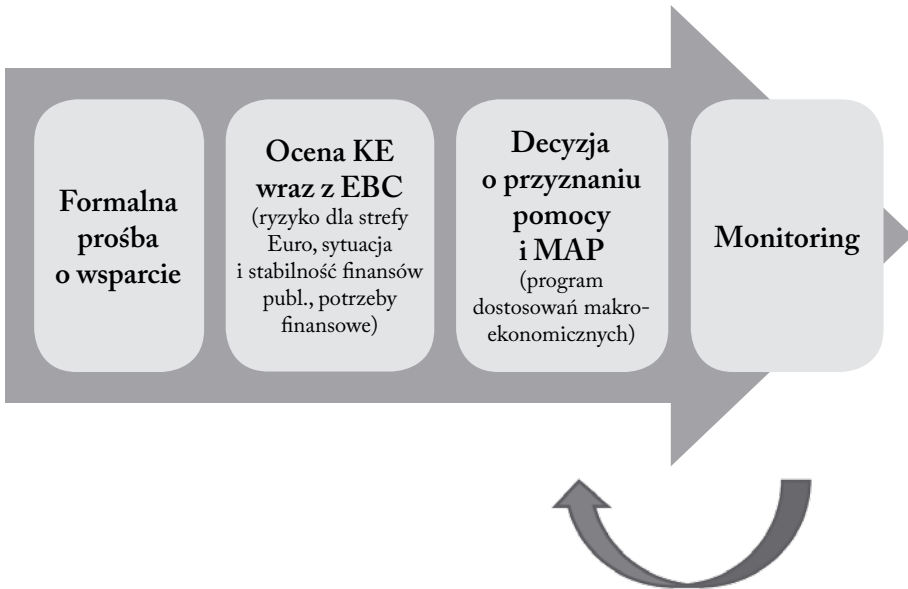 Formalna
prośba
o wsparcie
Ocena KE
wraz z EBC
(ryzyko dla strefy
Euro, sytuacja
i stabilność finansów
publ., potrzeby
finansowe)
Decyzja
o przyznaniu
pomocy
i MAP
(program
dostosowań makro-
ekonomicznych)
Monitoring